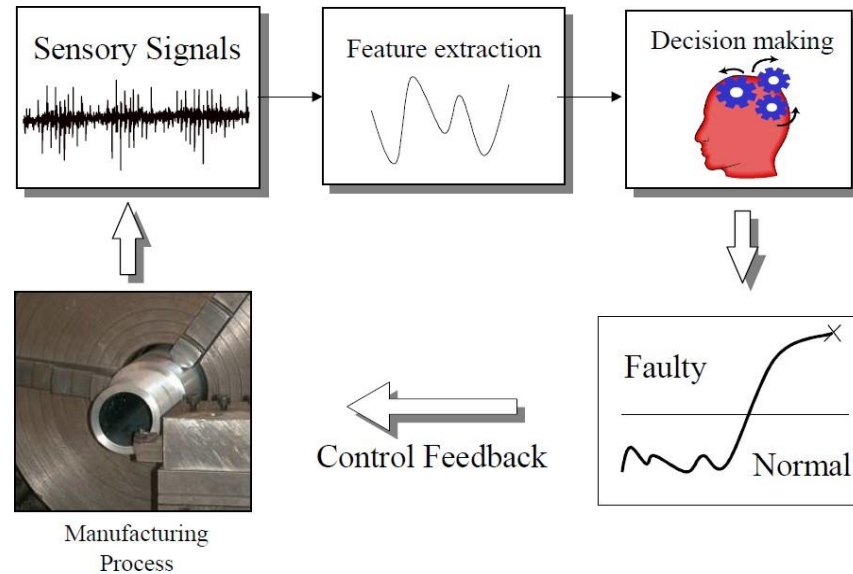 Sensory Signals
Feature extraction
Decision making
Faulty
Normal
Control Feedback
Manufacturing
Process